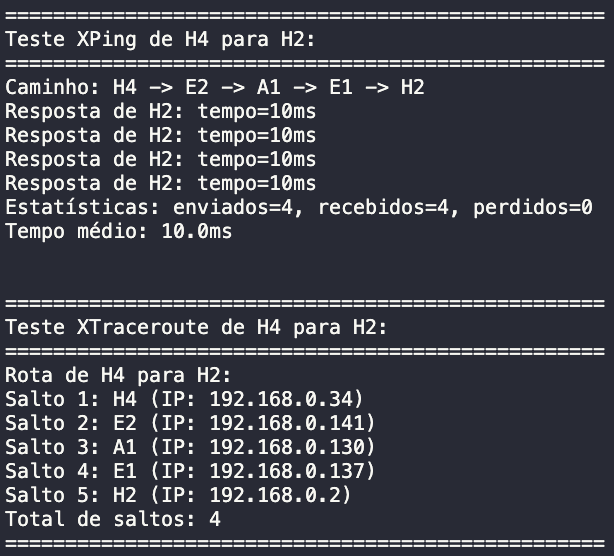 ==================================================
Teste XPing de H4 para H2:
==================================================
Caminho: H4 -> E2 -> A1 -> E1 -> H2
Resposta de H2: tempo=10ms
Resposta de H2: tempo=10ms
Resposta de H2: tempo=10ms
Resposta de H2: tempo=10ms
Estatísticas: enviados=4, recebidos=4, perdidos=0
Tempo médio: 10.0ms
==================================================
Teste XTraceroute de H4 para H2:
==================================================
Rota de H4 para H2:
Salto 1: H4 (IP: 192.168.0.34)
Salto 2: E2 (IP: 192.168.0.141)
Salto 3: A1 (IP: 192.168.0.130)
Salto 4: E1 (IP: 192.168.0.137)
Salto 5: H2 (IP: 192.168.0.2)
Total de saltos: 4
==================================================